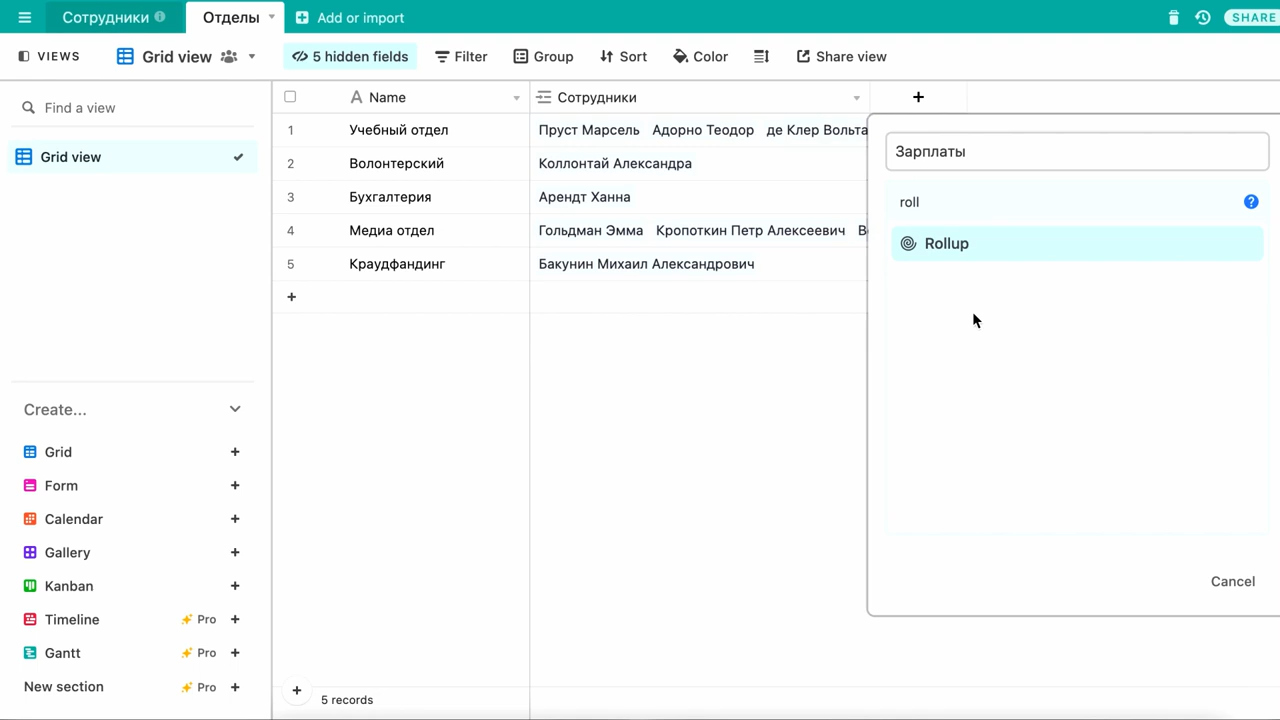 Сотрудники
Отделы
Add or import
SHARE
VIEWS
Grid view
5 hidden fields
Filter
Group
Sort
Color
Share view
Find a view
Grid view
Name
Сотрудники
1 Учебный отдел Пруст Марсель Адорно Теодор де Клер Вольта
2 Волонтерский Коллонтай Александра
3 Бухгалтерия Арендт Ханна
4 Медиа отдел Гольдман Эмма Кропоткин Петр Алексеевич
5 Краудфандинг Бакунин Михаил Александрович
Зарплаты
roll
Rollup
Cancel
Create...
Grid
Form
Calendar
Gallery
Kanban
Timeline Pro
Gantt Pro
New section Pro
5 records